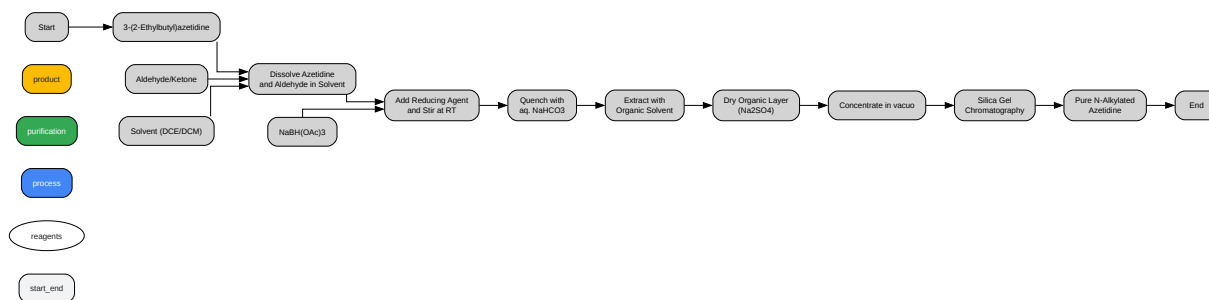 Start
3-(2-Ethylbutyl)azetidine
product
Aldehyde/Ketone
Dissolve Azetidine
and Aldehyde in Solvent
Add Reducing Agent
and Stir at RT
Quench with
aq. NaHCO3
Extract with
Organic Solvent
Dry Organic Layer
(Na2SO4)
Concentrate in vacuo
Silica Gel
Chromatography
Pure N-Alkylated
Azetidine
End
purification
Solvent (DCE/DCM)
NaBH(OAc)3
process
reagents
start_end